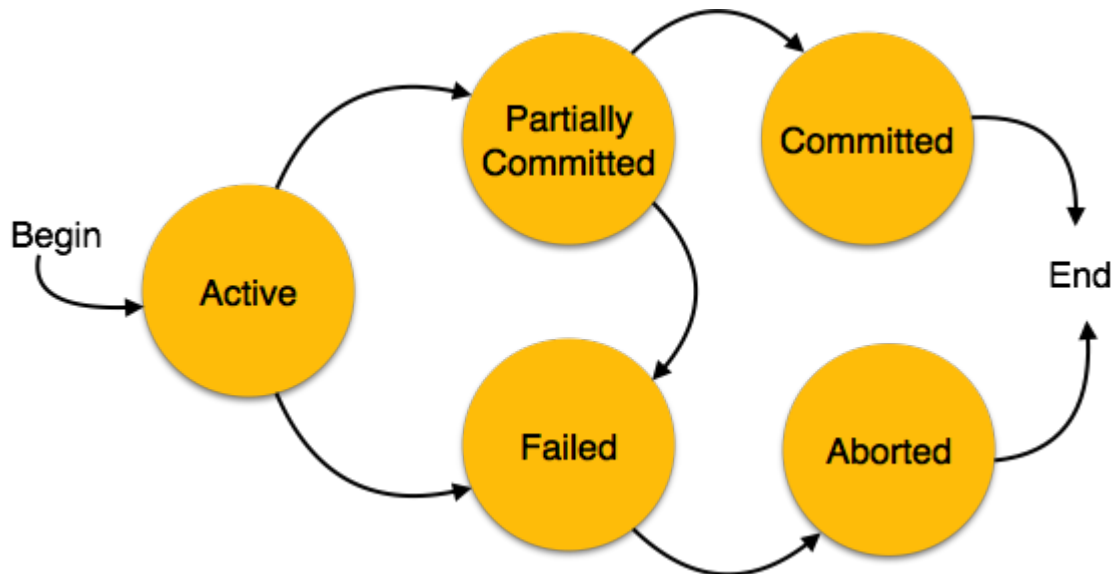 Begin
Active
Partially
Committed
Committed
End
Failed
Aborted